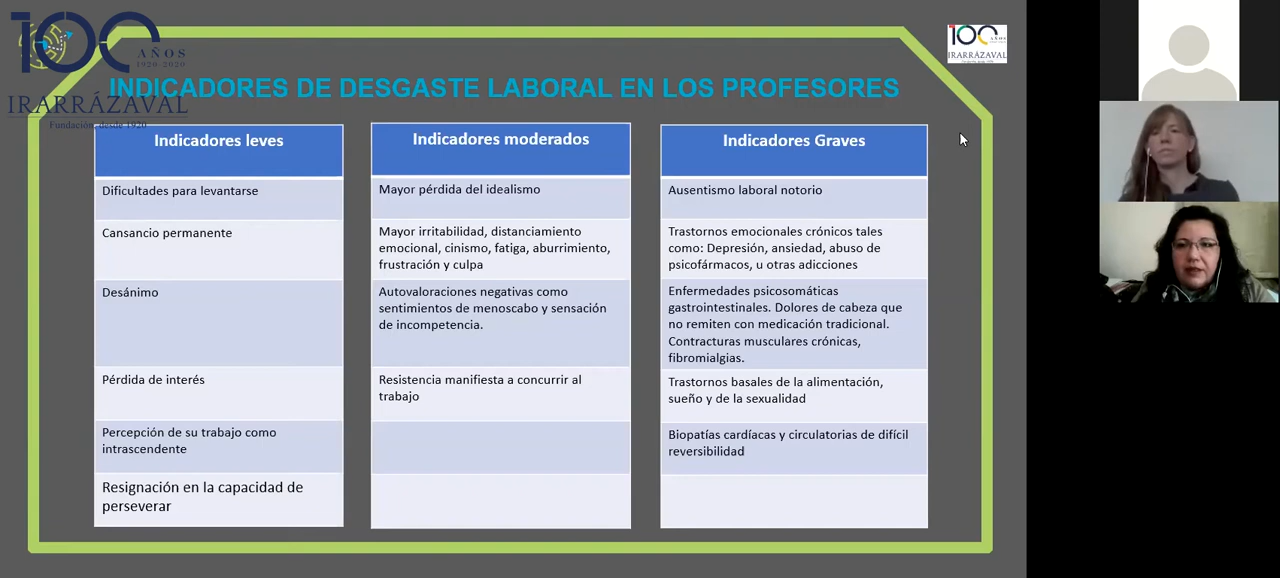 100
AÑOS
1920-2020
IRARRÁZAVAL
Fundación, desde 1920
100
IRARRÁZAVAL
INDICADORES DE DESGASTE LABORAL EN LOS PROFESORES
Indicadores leves
Dificultades para levantarse
Cansancio permanente
Desánimo
Pérdida de interés
Percepción de su trabajo como
intrascendente
Resignación en la capacidad de
perseverar
Indicadores moderados
Mayor pérdida del idealismo
Mayor irritabilidad, distanciamiento
emocional, cinismo, fatiga, aburrimiento,
frustración y culpa
Autovaloraciones negativas como
sentimientos de menoscabo y sensación
de incompetencia.
Resistencia manifiesta a concurrir al
trabajo
Indicadores Graves
Ausentismo laboral notorio
Trastornos emocionales crónicos tales
como: Depresión, ansiedad, abuso de
psicofármacos, u otras adicciones
Enfermedades psicosomáticas
gastrointestinales. Dolores de cabeza que
no remiten con medicación tradicional.
Contracturas musculares crónicas,
fibromialgias.
Trastornos basales de la alimentación,
sueño y de la sexualidad
Biopatías cardíacas y circulatorias de difícil
reversibilidad